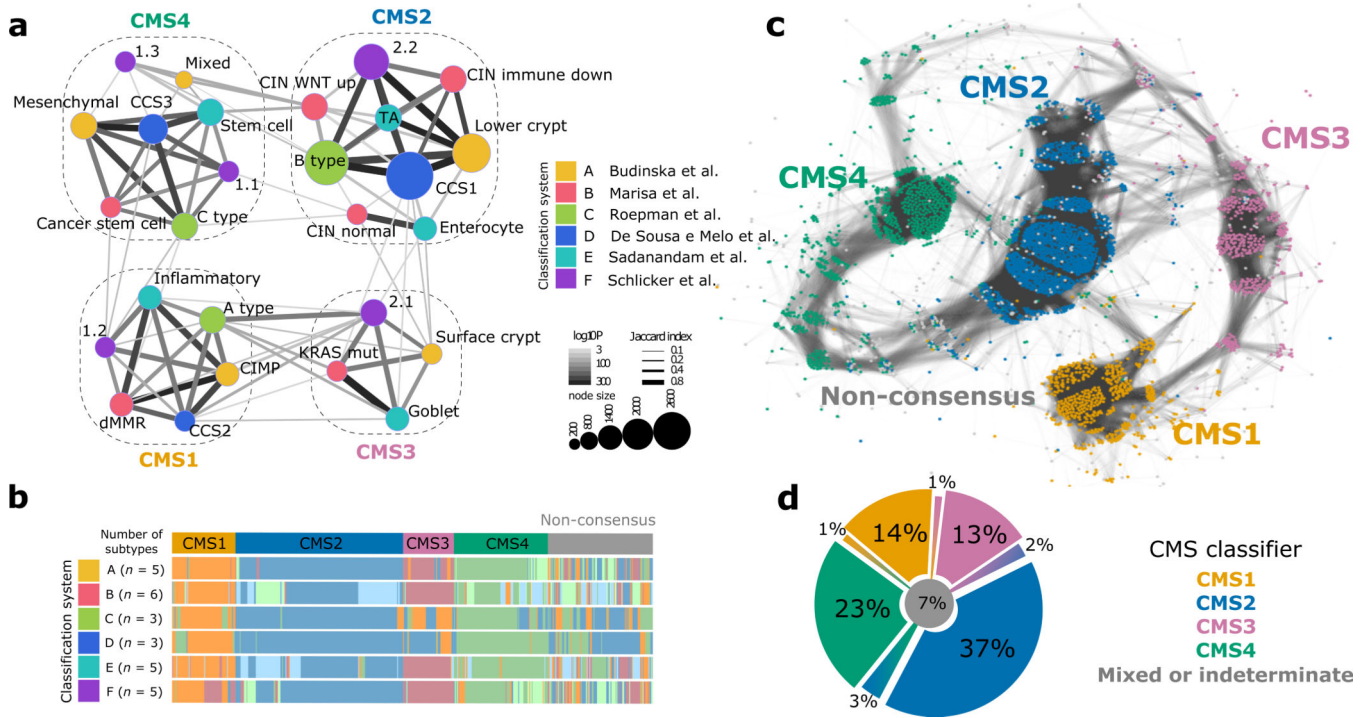 a
CMS4
CMS2
1.3
Mixed
Mesenchymal
CCS3
Stem cell
1.1
Cancer stem cell
C type
2.2
CIN WNT up
CIN immune down
TA
Lower crypt
B type
CCS1
CIN normal
Enterocyte
Inflammatory
A type
1.2
CIMP
dMMR
CCS2
CMS1
2.1
KRAS mut
Surface crypt
Goblet
CMS3
Classification system
A Budinska et al.
B Marisa et al.
C Roepman et al.
D De Sousa e Melo et al.
E Sadanandam et al.
F Schlicker et al.
log10P
3
100
300
Jaccard index
0.1
0.2
0.4
0.8
node size
200
800
1400
2000
2600
b
Number of
subtypes
Non-consensus
CMS1 CMS2 CMS3 CMS4
Classification system
A (n = 5)
B (n = 6)
C (n = 3)
D (n = 3)
E (n = 5)
F (n = 5)
c
CMS2
CMS3
CMS4
Non-consensus
CMS1
d
1%
1%
14%
13%
2%
23%
7%
37%
3%
CMS classifier
CMS1
CMS2
CMS3
CMS4
Mixed or indeterminate